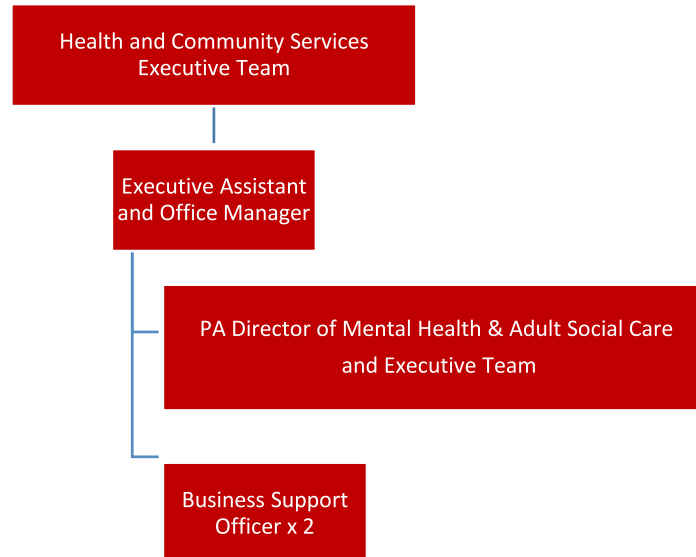 Health and Community Services
Executive Team
Executive Assistant
and Office Manager
PA Director of Mental Health & Adult Social Care
and Executive Team
Business Support
Officer x 2